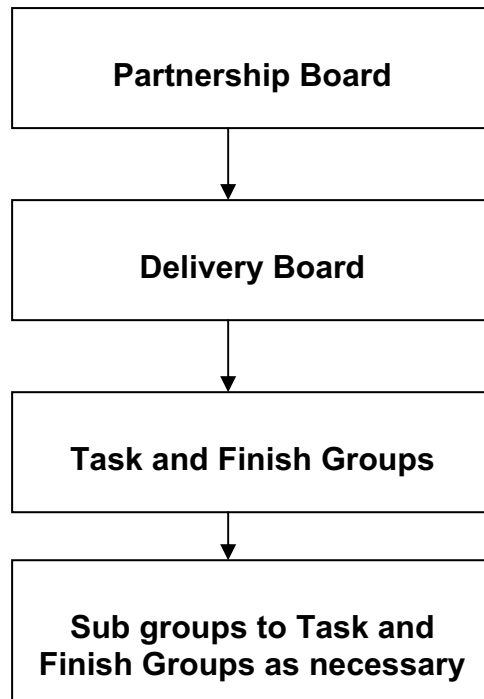 Partnership Board
Delivery Board
Task and Finish Groups
Sub groups to Task and
Finish Groups as necessary